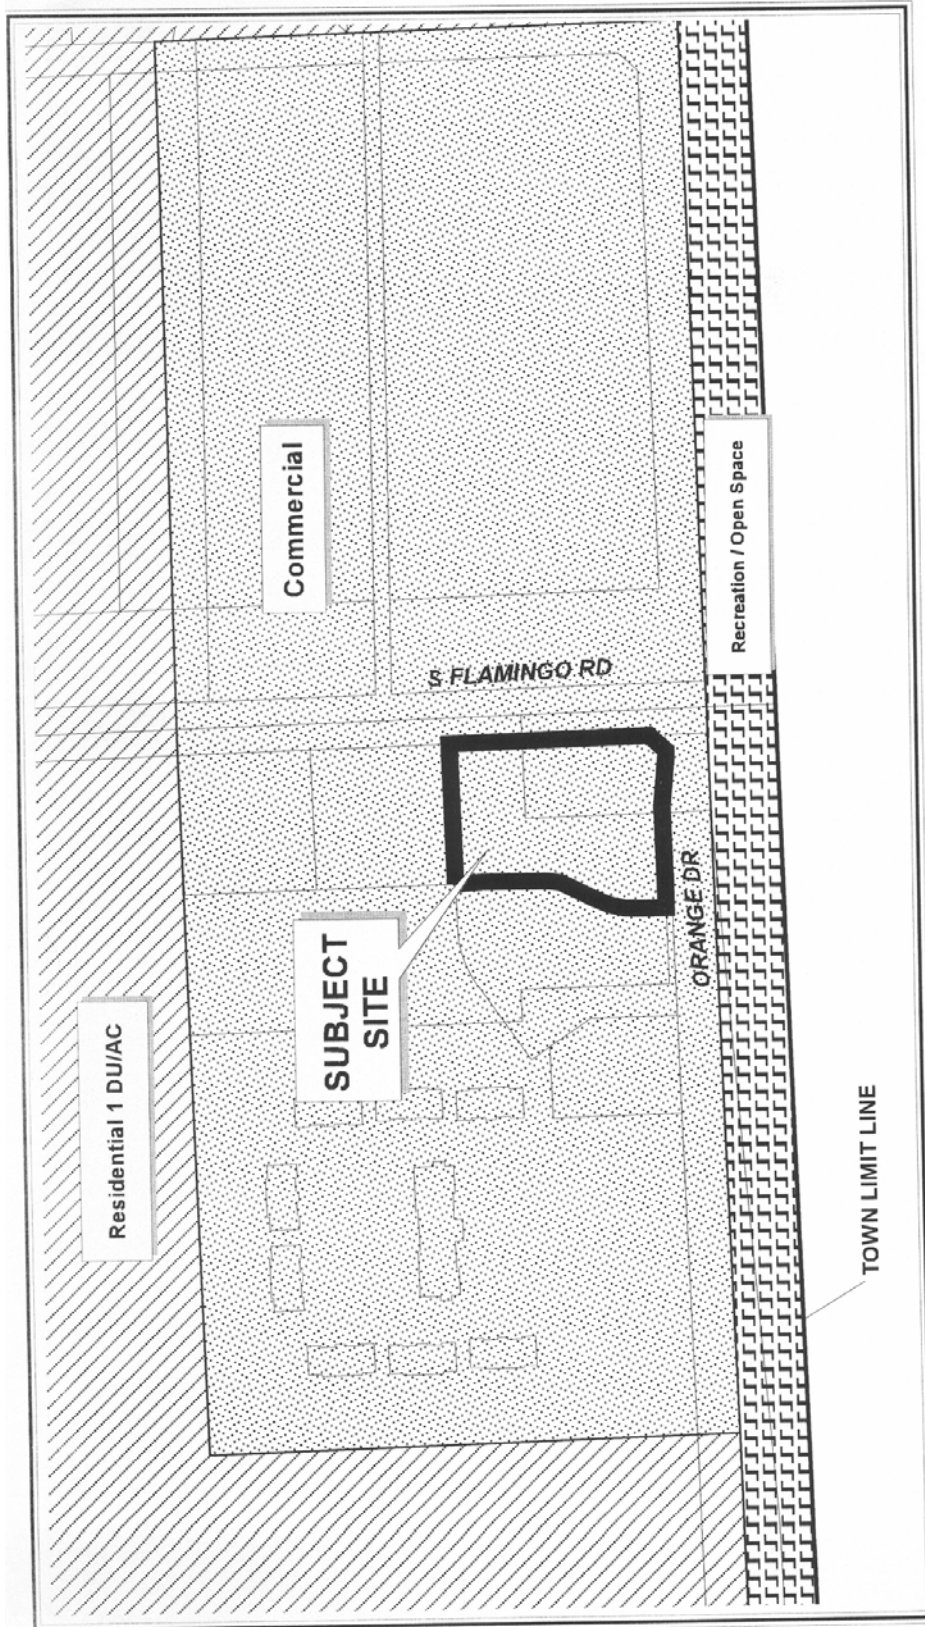 Residential 1 DU/AC
Commercial
SUBJECT
SITE
S FLAMINGO RD
ORANGE DR
Recreation / Open Space
TOWN LIMIT LINE